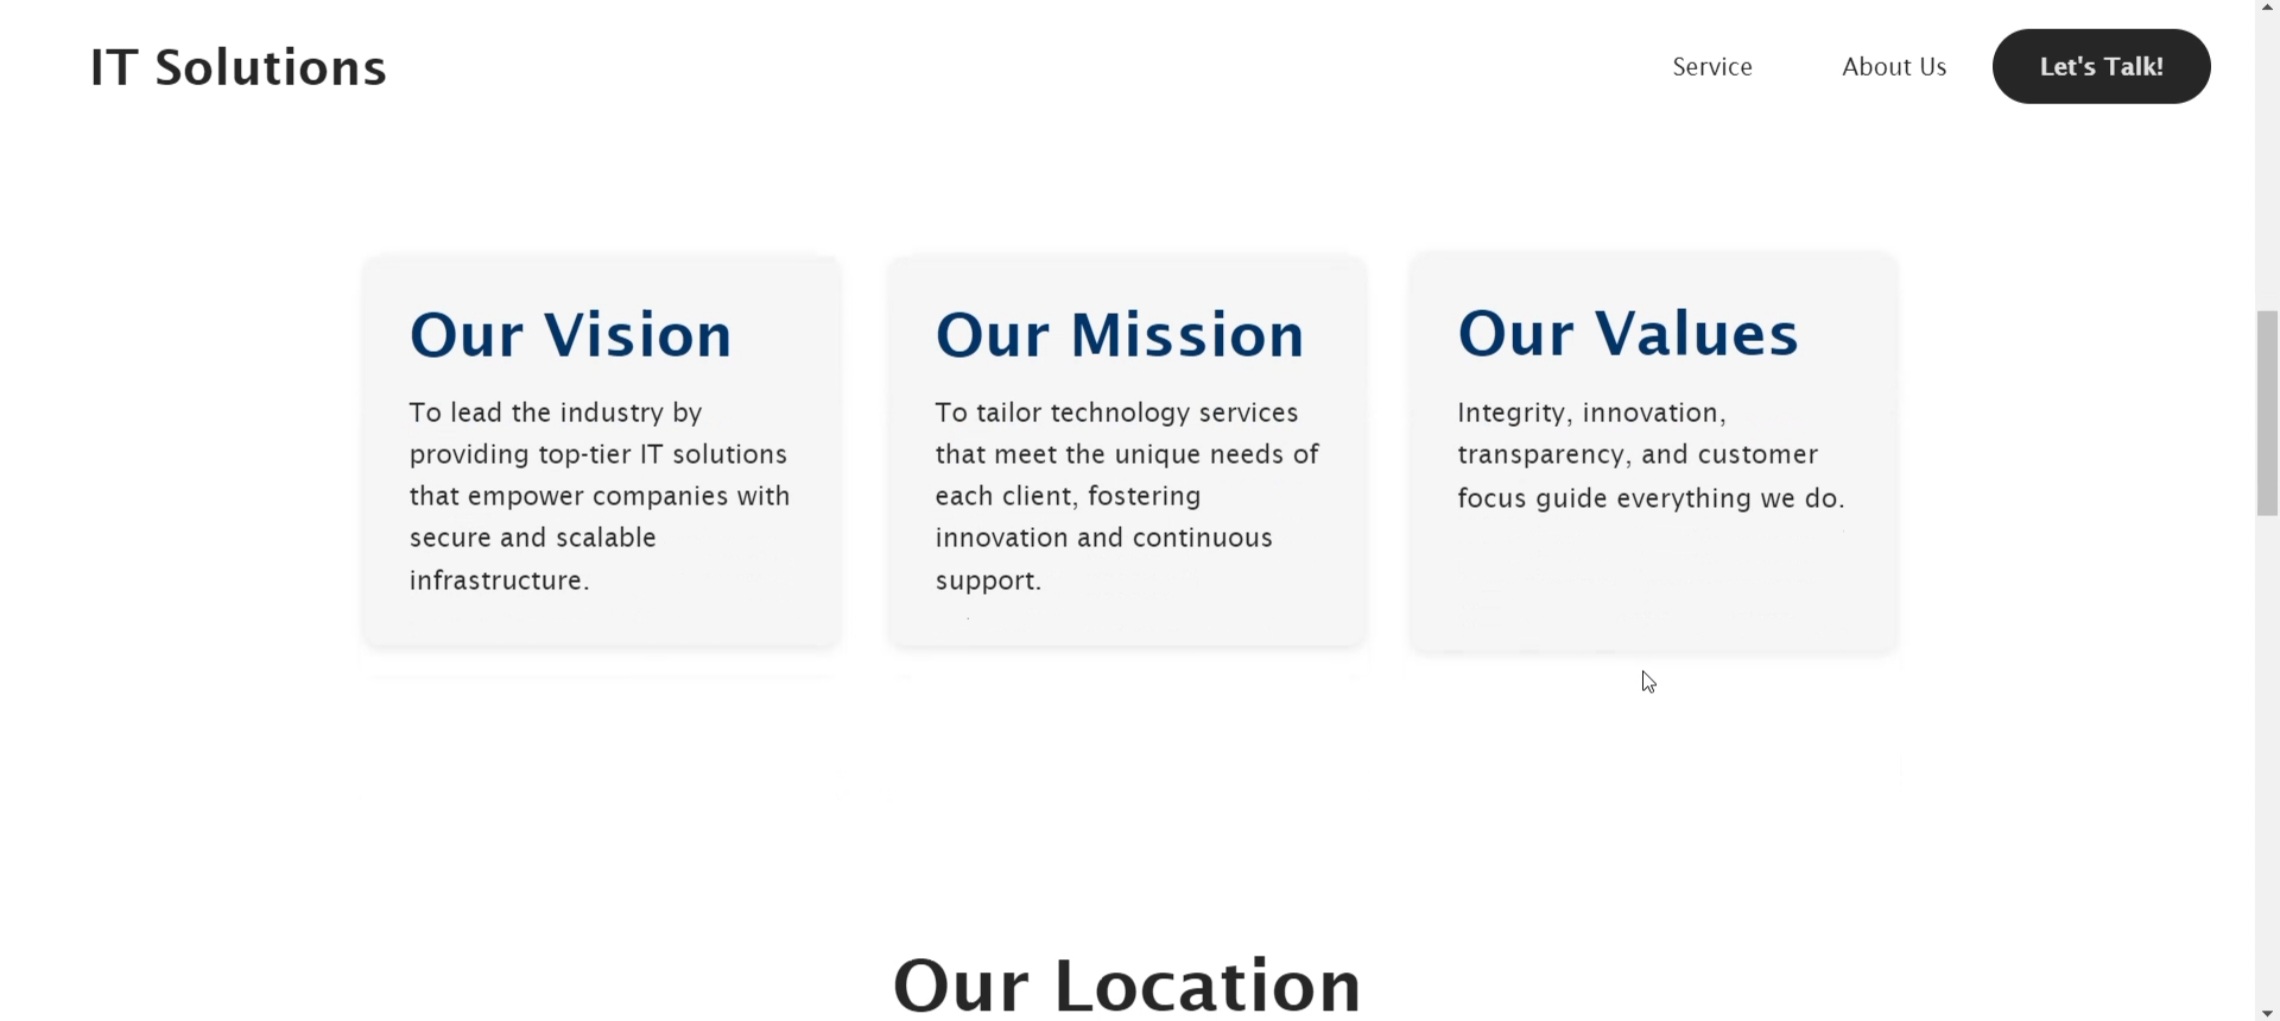 IT Solutions
Service
About Us
Let's Talk!
Our Vision
To lead the industry by
providing top-tier IT solutions
that empower companies with
secure and scalable
infrastructure.
Our Mission
To tailor technology services
that meet the unique needs of
each client, fostering
innovation and continuous
support.
Our Values
Integrity, innovation,
transparency, and customer
focus guide everything we do.
Our Location